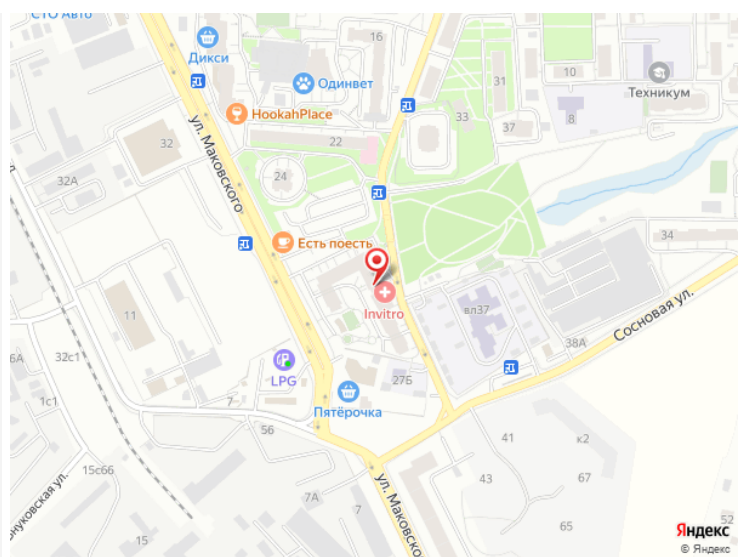 СТО Авто
16
Дикси
Одинвет
31
10
Техникум
HookahPlace
33
8
37
22
32
ул. Маковского
32А
24
34
Есть поесть
Invitro
вл37
Сосновая ул.
11
38А
32с1
LPG
27Б
Пятёрочка
1с1
7
56
41
к2
15с6б
43
67
ул. Маковского
7А
65
15
52
Яндекс
© Яндекс